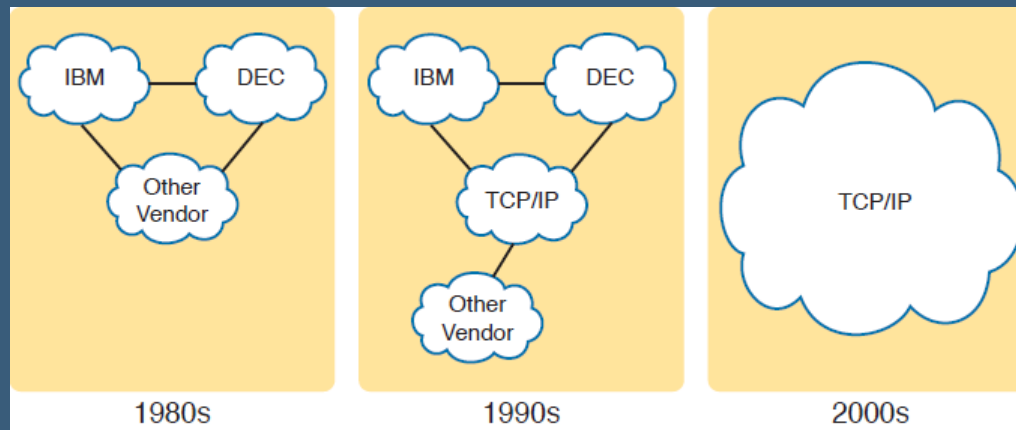 IBM
DEC
Other
Vendor
1980s
IBM
DEC
TCP/IP
Other
Vendor
1990s
TCP/IP
2000s